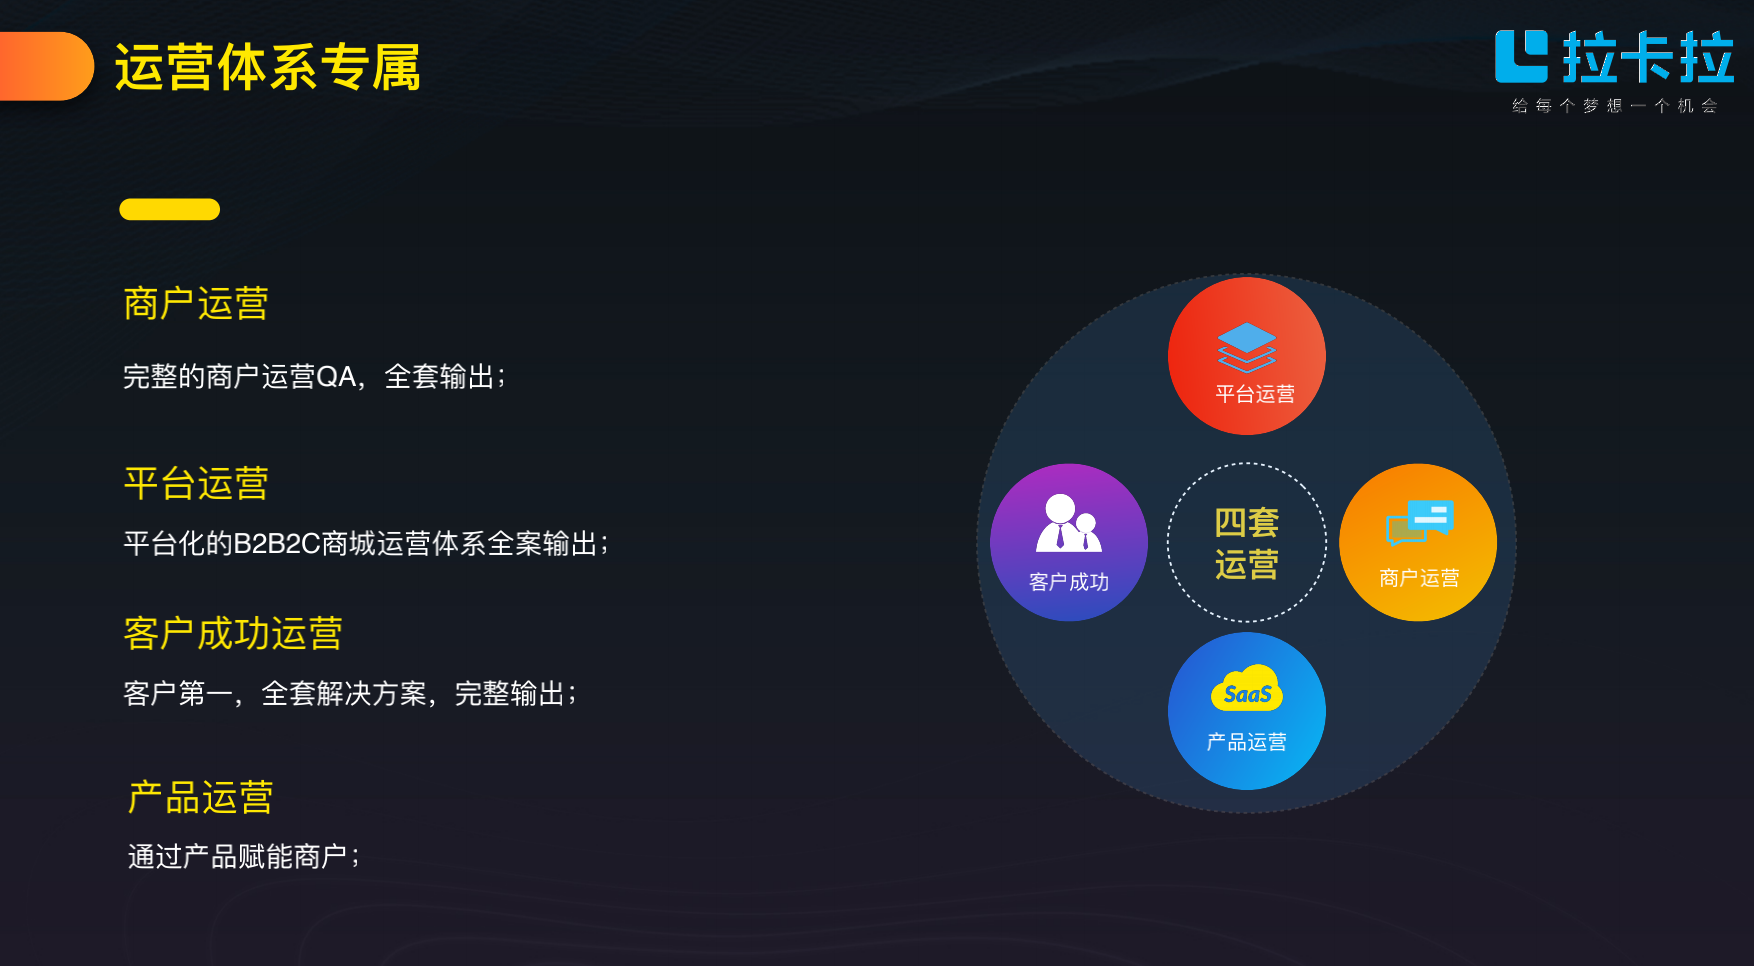 运营体系专属
拉卡拉
给每个梦想一个机会
商户运营
完整的商户运营QA，全套输出；
平台运营
平台化的B2B2C商城运营体系全案输出；
客户成功运营
客户第一，全套解决方案，完整输出；
产品运营
通过产品赋能商户；
平台运营
客户成功
四套
运营
商户运营
SaaS
产品运营